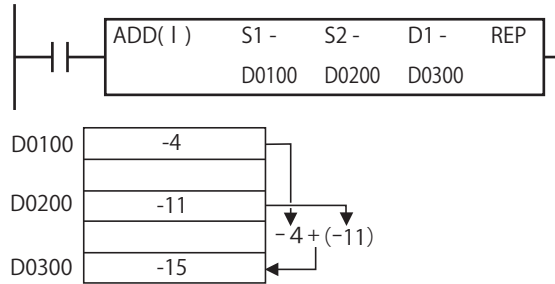 ADD( I ) S1 - S2 - D1 - REP
D0100 D0200 D0300
D0100 -4
D0200 -11
-4 + (-11)
D0300 -15